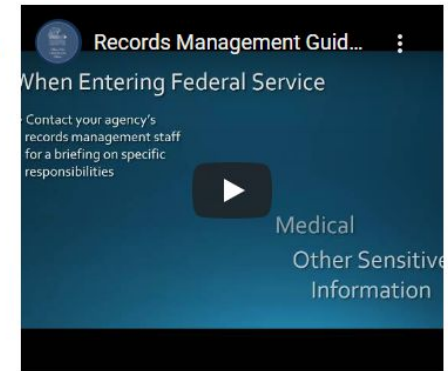 Records Management Guid...
When Entering Federal Service
Contact your agency's
records management staff
for a briefing on specific
responsibilities
Medical
Other Sensitive
Information